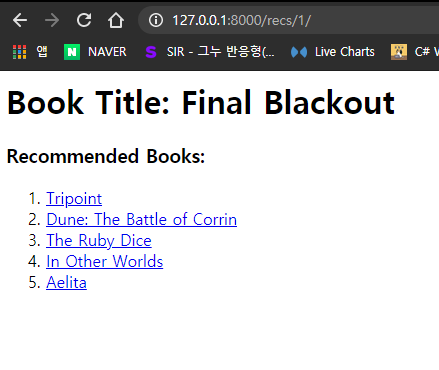 127.0.0.1:8000/recs/1/
앱 NAVER SIR - 그누 반응형(... Live Charts C# W
Book Title: Final Blackout
Recommended Books:
1. Tripoint
2. Dune: The Battle of Corrin
3. The Ruby Dice
4. In Other Worlds
5. Aelita